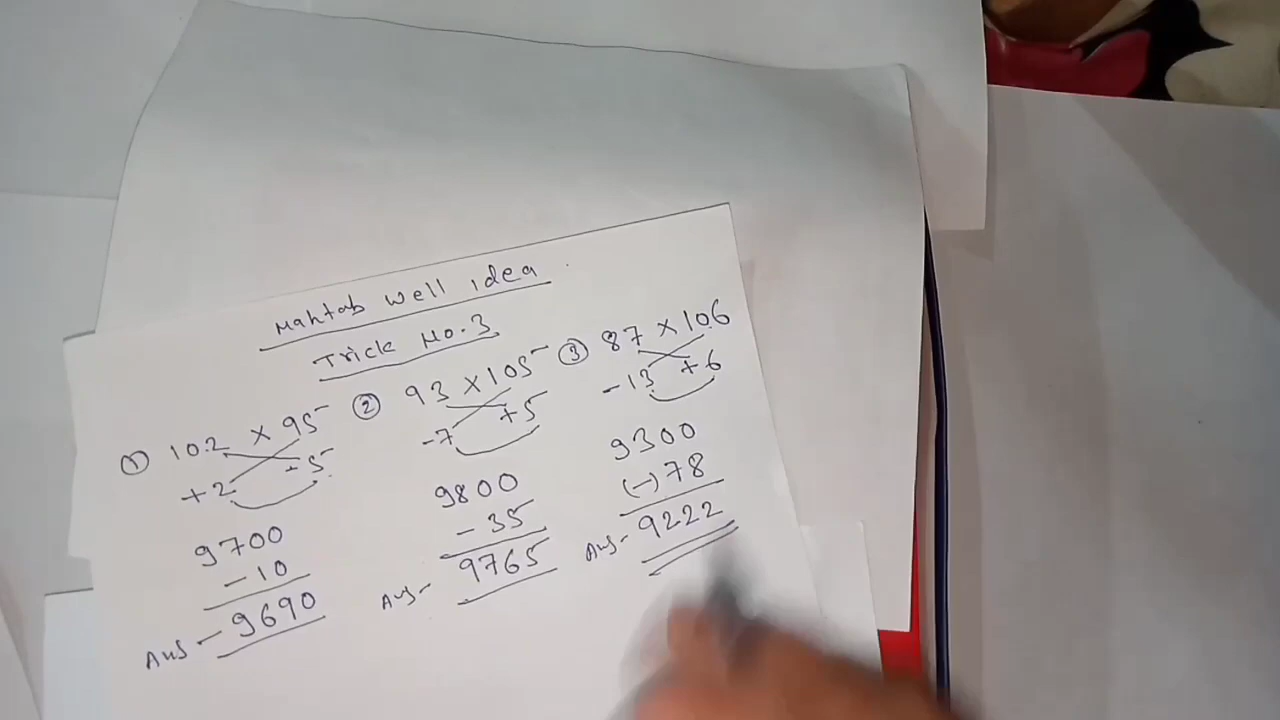 Mahtab Well idea
Trick No.3
① 102 × 95
+2 -5
9700
-10
Ans - 9690
② 93 × 105
-7 +5
9800
- 35
Ans - 9765
③ 87 × 106
-13 +6
9300
(-)78
Ans - 9222